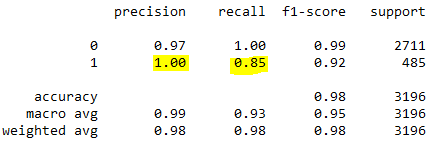 precision recall f1-score support
0 0.97 1.00 0.99 2711
1 1.00 0.85 0.92 485
accuracy 0.98 3196
macro avg 0.99 0.93 0.95 3196
weighted avg 0.98 0.98 0.98 3196